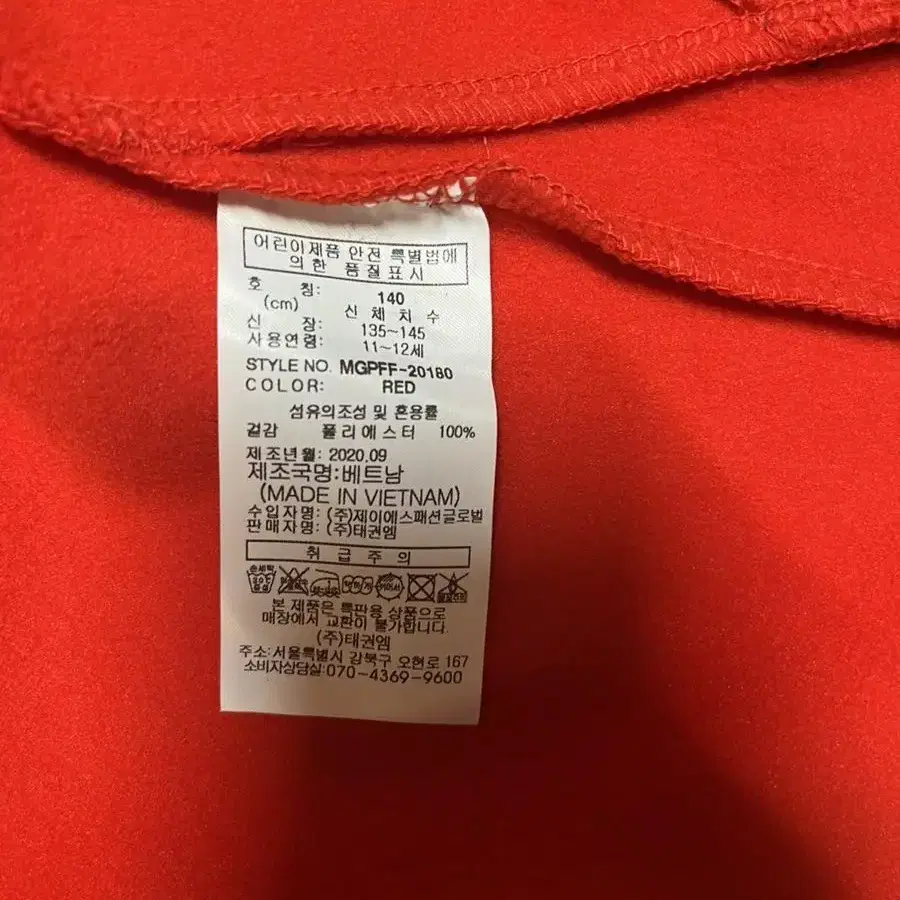 어린이제품 안전 특별법에
의한 품질표시
호 칭: 140
(cm) 신 체 치 수
신 장: 135~145
사용연령: 11~12세
STYLE NO. MGPFF-20180
COLOR: RED
섬유의조성 및 혼용률
겉감 폴리에스터 100%
제조년월: 2020.09
제조국명:베트남
(MADE IN VIETNAM)
수입자명: (주)제이에스패션글로벌
판매자명: (주)태권엠
취 급 주 의
손세탁
30℃
중성
본 제품은 특판용 상품으로
매장에서 교환이 불가합니다.
(주)태권엠
주소:서울특별시 강북구 오현로 167
소비자상담실:070-4369-9600